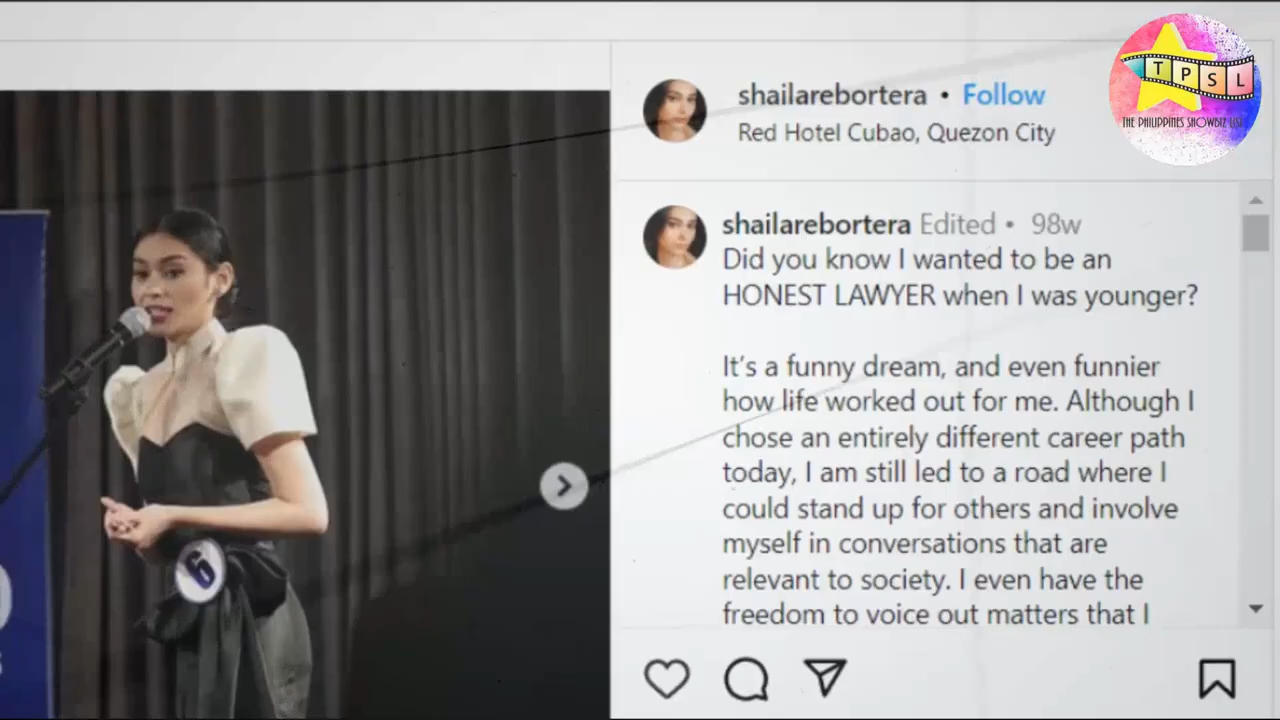 T P S L
THE PHILIPPINES SHOWBIZ LIST
shailarebortera • Follow
Red Hotel Cubao, Quezon City
shailarebortera Edited • 98w
Did you know I wanted to be an
HONEST LAWYER when I was younger?
It’s a funny dream, and even funnier
how life worked out for me. Although I
chose an entirely different career path
today, I am still led to a road where I
could stand up for others and involve
myself in conversations that are
relevant to society. I even have the
freedom to voice out matters that I
6